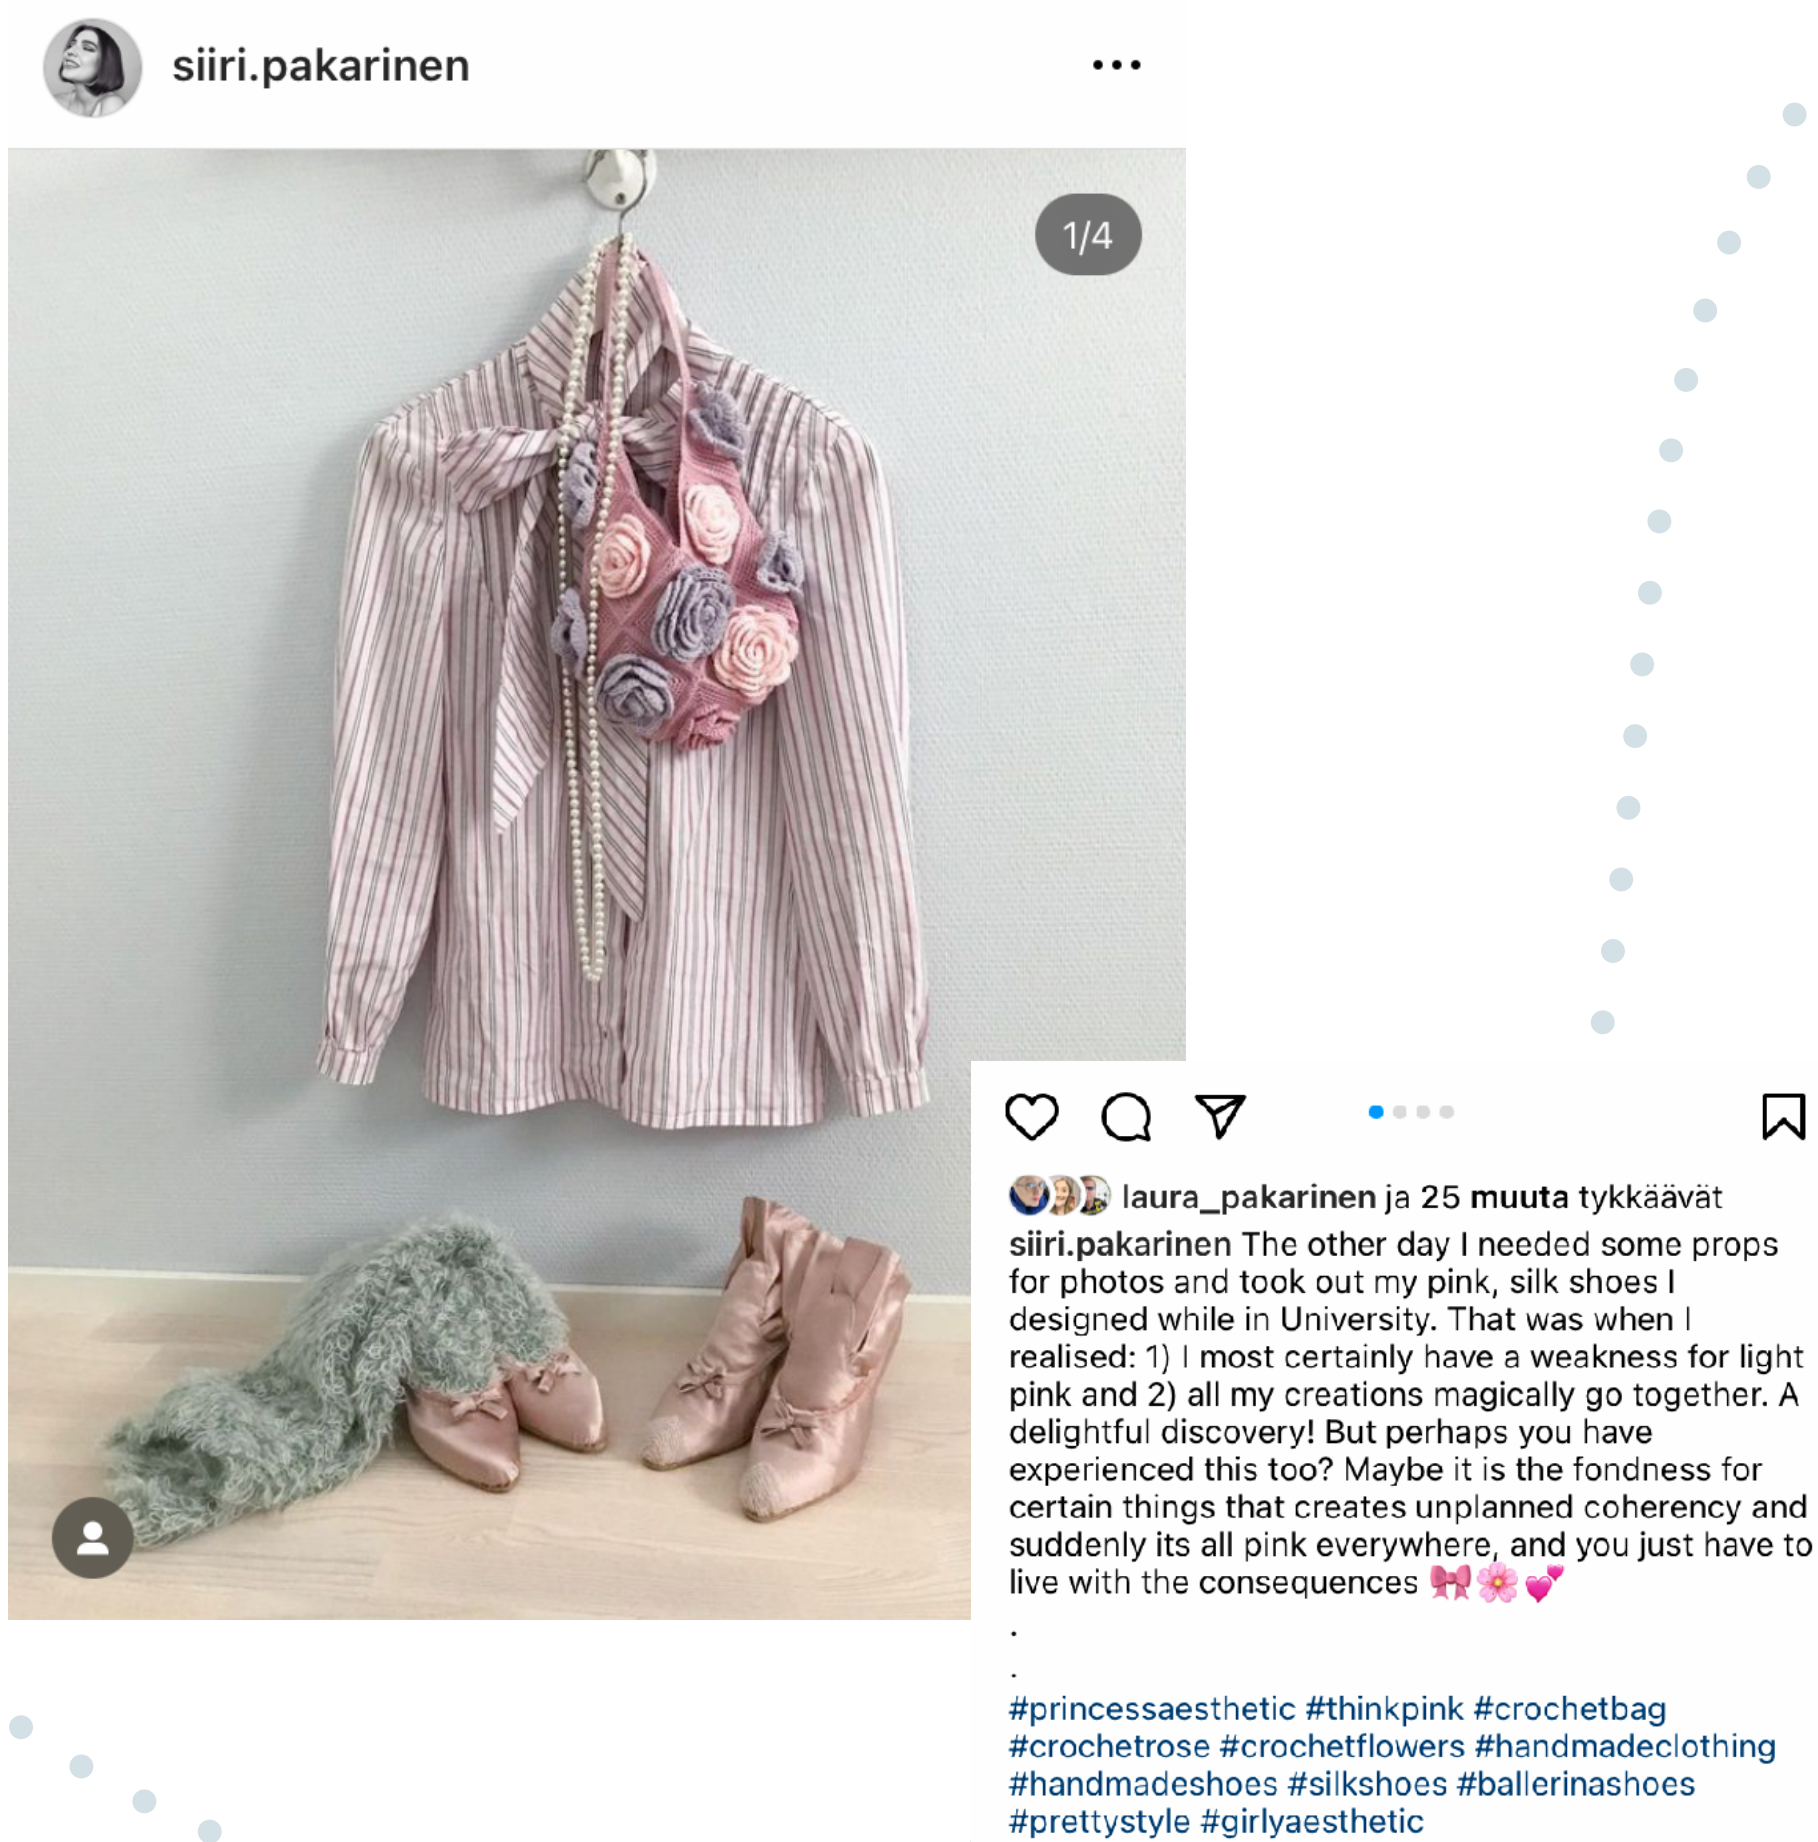 siiri.pakarinen
1/4
laura_pakarinen ja 25 muuta tykkäävät
siiri.pakarinen The other day I needed some props
for photos and took out my pink, silk shoes I
designed while in University. That was when I
realised: 1) I most certainly have a weakness for light
pink and 2) all my creations magically go together. A
delightful discovery! But perhaps you have
experienced this too? Maybe it is the fondness for
certain things that creates unplanned coherency and
suddenly its all pink everywhere, and you just have to
live with the consequences 🎀🌸💕
.
.
#princessaesthetic #thinkpink #crochetbag
#crochetrose #crochetflowers #handmadeclothing
#handmadeshoes #silkshoes #ballerinashoes
#prettystyle #girlyaesthetic